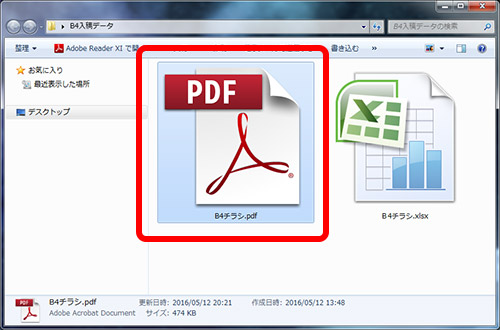 B4入稿データ
B4入稿データの検索
整理
Adobe Reader XI で開
書き込む
»
お気に入り
最近表示した場所
デスクトップ
PDF
B4チラシ.pdf
B4チラシ.xlsx
B4チラシ.pdf 更新日時: 2016/05/12 20:21 作成日時: 2016/05/12 13:48
Adobe Acrobat Document サイズ: 474 KB